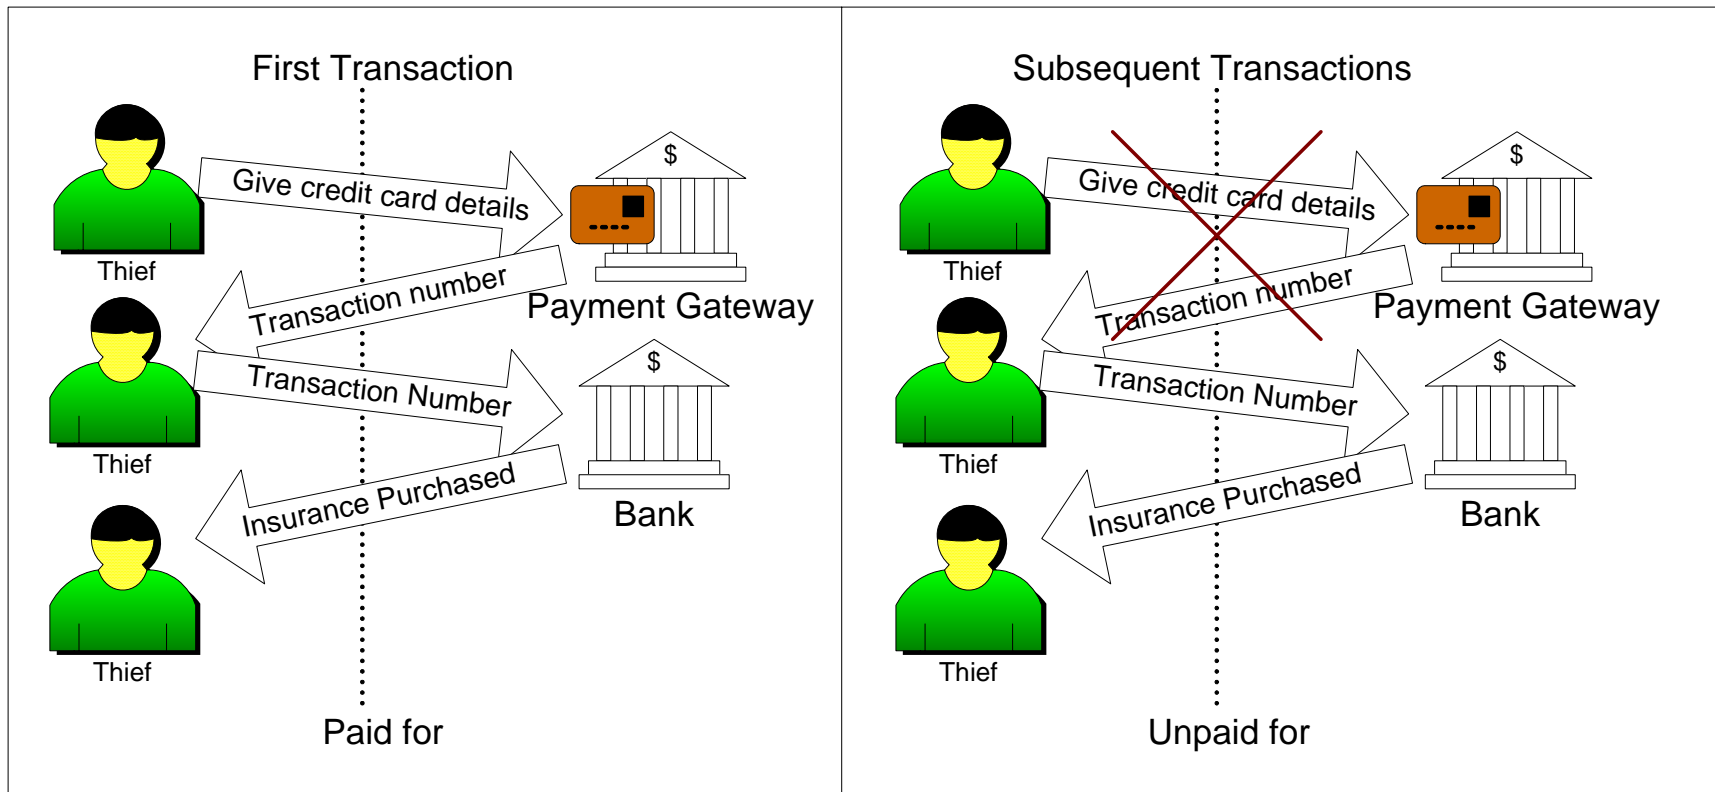 First Transaction
$
Give credit card details
Thief
Transaction number
Payment Gateway
$
Transaction Number
Thief
Insurance Purchased
Bank
Thief
Paid for
Subsequent Transactions
$
Give credit card details
Thief
Transaction number
Payment Gateway
$
Transaction Number
Thief
Insurance Purchased
Bank
Thief
Unpaid for